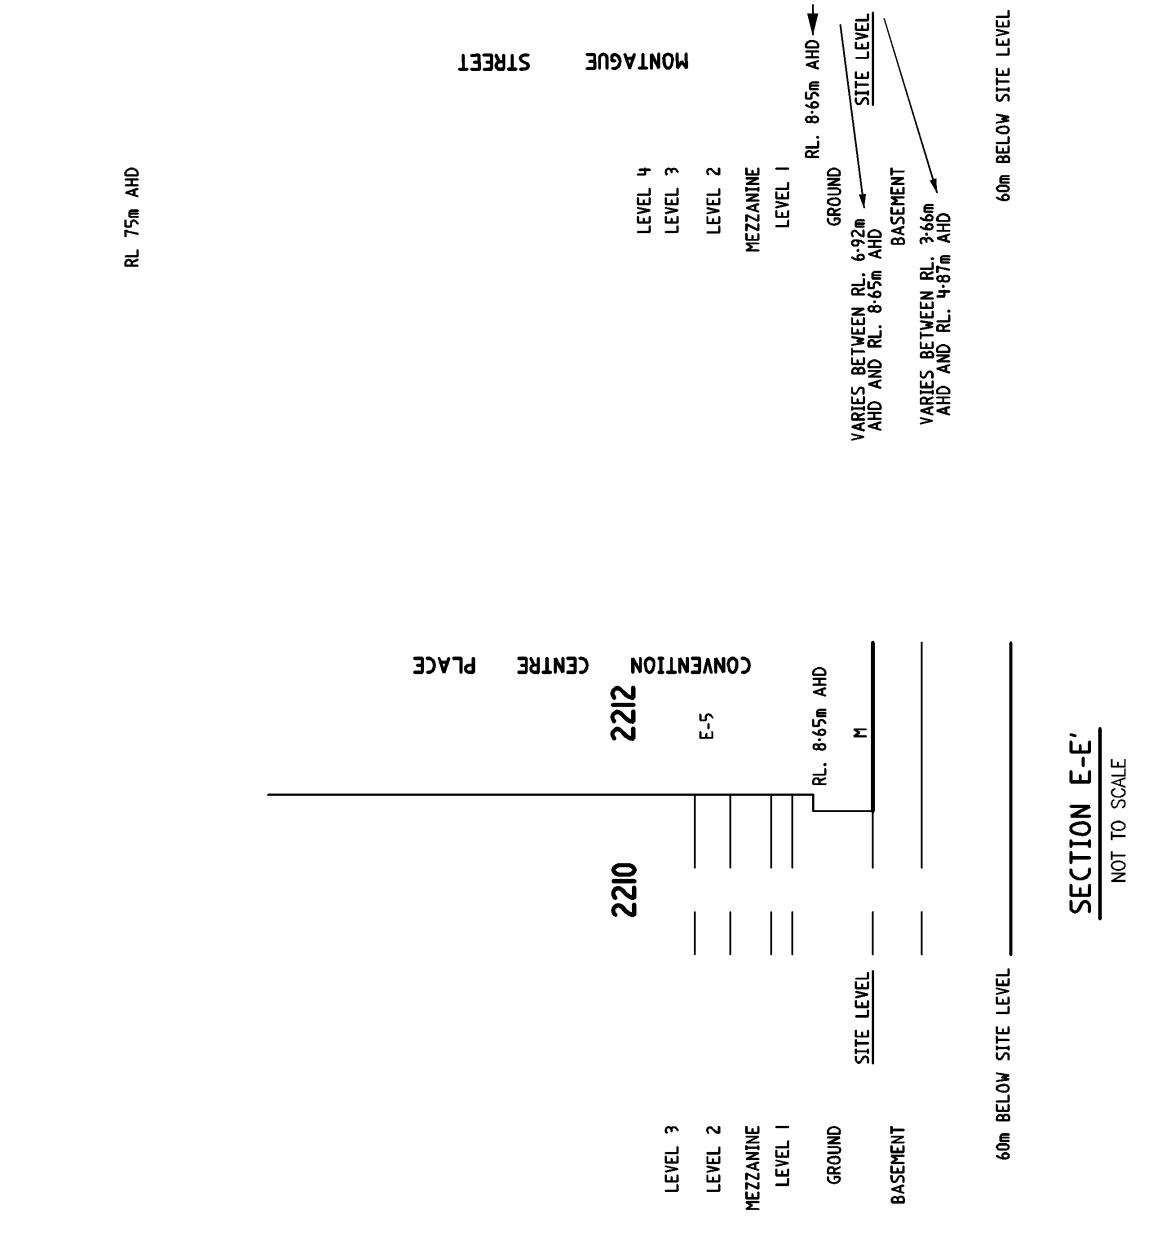 RL 75m AHD
MONTAGUE STREET
LEVEL 4
LEVEL 3
LEVEL 2
MEZZANINE
LEVEL 1
RL. 8·65m AHD
GROUND
SITE LEVEL
VARIES BETWEEN RL. 6·92m
AHD AND RL. 8·65m AHD
BASEMENT
VARIES BETWEEN RL. 3·66m
AHD AND RL. 4·87m AHD
60m BELOW SITE LEVEL
CONVENTION CENTRE PLACE
2212
E-5
RL. 8·65m AHD
M
2210
LEVEL 3
LEVEL 2
MEZZANINE
LEVEL 1
GROUND
SITE LEVEL
BASEMENT
60m BELOW SITE LEVEL
SECTION E-E'
NOT TO SCALE